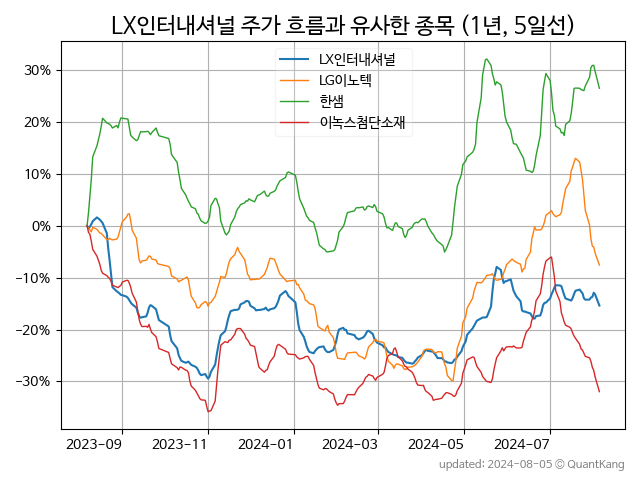 LX인터내셔널 주가 흐름과 유사한 종목 (1년, 5일선)
LX인터내셔널
LG이노텍
한샘
이녹스첨단소재
30%
20%
10%
0%
−10%
−20%
−30%
2023-09
2023-11
2024-01
2024-03
2024-05
2024-07
updated: 2024-08-05 © QuantKang